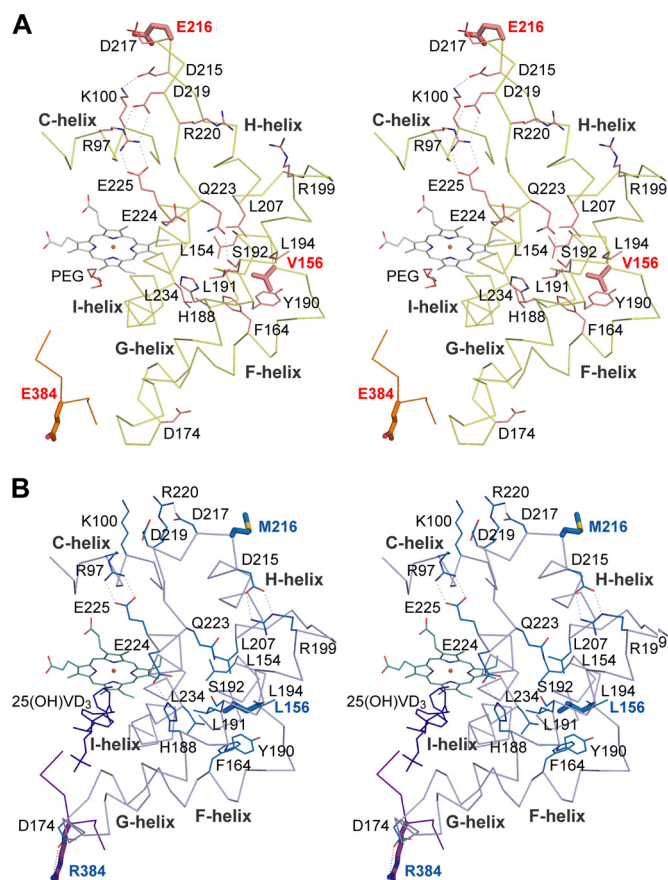 A
E216 E216
D217 D217
D215 D215
K100 D219 K100 D219
C-helix H-helix C-helix H-helix
R220 R220
R97 R97
R199 R199
E225 Q223 E225 Q223
E224 L207 E224 L207
L154 S192 L194 L154 S192 L194
PEG V156 PEG V156
I-helix L234 L191 Y190 I-helix L234 L191 Y190
H188 H188
F164 F164
G-helix G-helix
F-helix F-helix
E384 E384
D174 D174
B
R220 R220
K100 D217 M216 K100 D217 M216
C-helix D219 C-helix D219
D215 D215
R97 H-helix R97 H-helix
E225 Q223 E225 Q223
E224 L207 E224 L207
L154 R199 L154 R199
25(OH)VD3 L234 S192 L194 25(OH)VD3 L234 S192 L194
L191 L156 L191 L156
I-helix H188 Y190 I-helix H188 Y190
F164 F164
D174 G-helix F-helix D174 G-helix F-helix
R384 R384